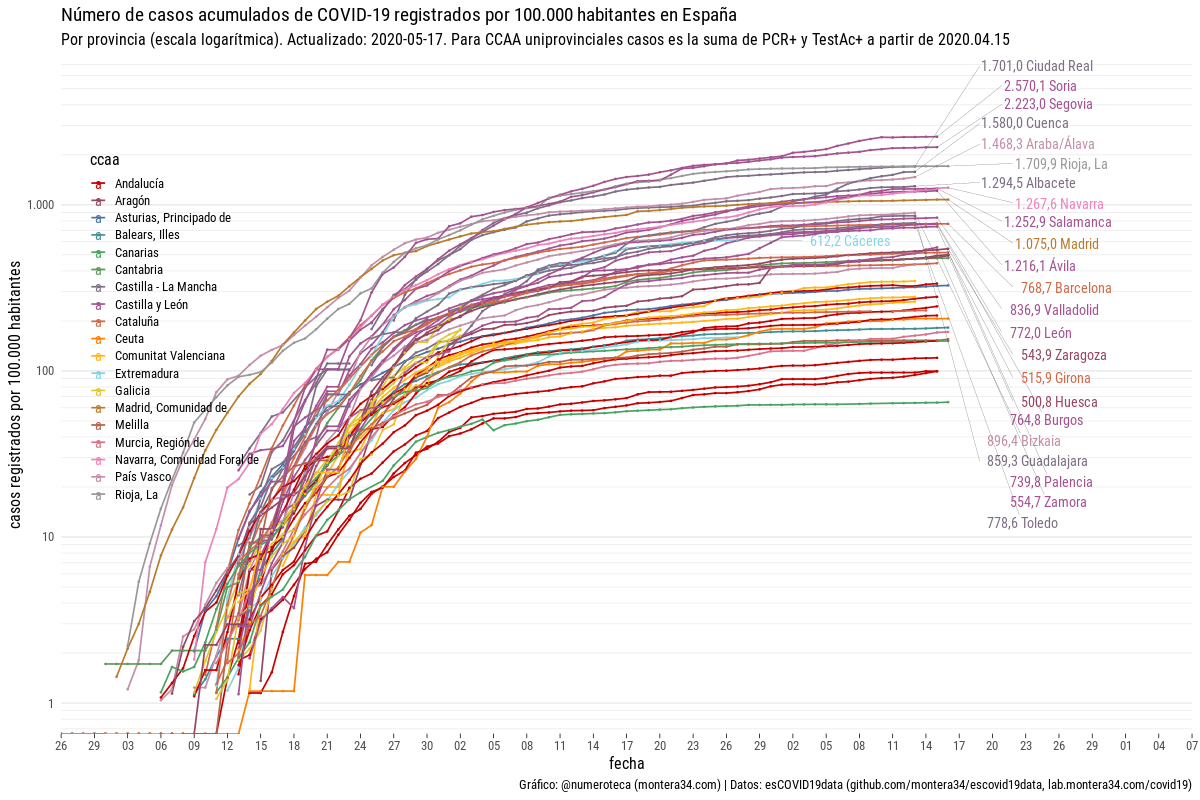 Número de casos acumulados de COVID-19 registrados por 100.000 habitantes en España
Por provincia (escala logarítmica). Actualizado: 2020-05-17. Para CCAA uniprovinciales casos es la suma de PCR+ y TestAc+ a partir de 2020.04.15
1.701,0 Ciudad Real
2.570,1 Soria
2.223,0 Segovia
1.580,0 Cuenca
1.468,3 Araba/Álava
1.709,9 Rioja, La
1.294,5 Albacete
1.267,6 Navarra
1.252,9 Salamanca
612,2 Cáceres
1.075,0 Madrid
1.216,1 Ávila
768,7 Barcelona
836,9 Valladolid
772,0 León
543,9 Zaragoza
515,9 Girona
500,8 Huesca
764,8 Burgos
896,4 Bizkaia
859,3 Guadalajara
739,8 Palencia
554,7 Zamora
778,6 Toledo
ccaa
Andalucía
Aragón
Asturias, Principado de
Balears, Illes
Canarias
Cantabria
Castilla - La Mancha
Castilla y León
Cataluña
Ceuta
Comunitat Valenciana
Extremadura
Galicia
Madrid, Comunidad de
Melilla
Murcia, Región de
Navarra, Comunidad Foral de
País Vasco
Rioja, La
casos registrados por 100.000 habitantes
1.000
100
10
1
26 29 03 06 09 12 15 18 21 24 27 30 02 05 08 11 14 17 20 23 26 29 02 05 08 11 14 17 20 23 26 29 01 04 07
fecha
Gráfico: @numeroteca (montera34.com) | Datos: esCOVID19data (github.com/montera34/escovid19data, lab.montera34.com/covid19)